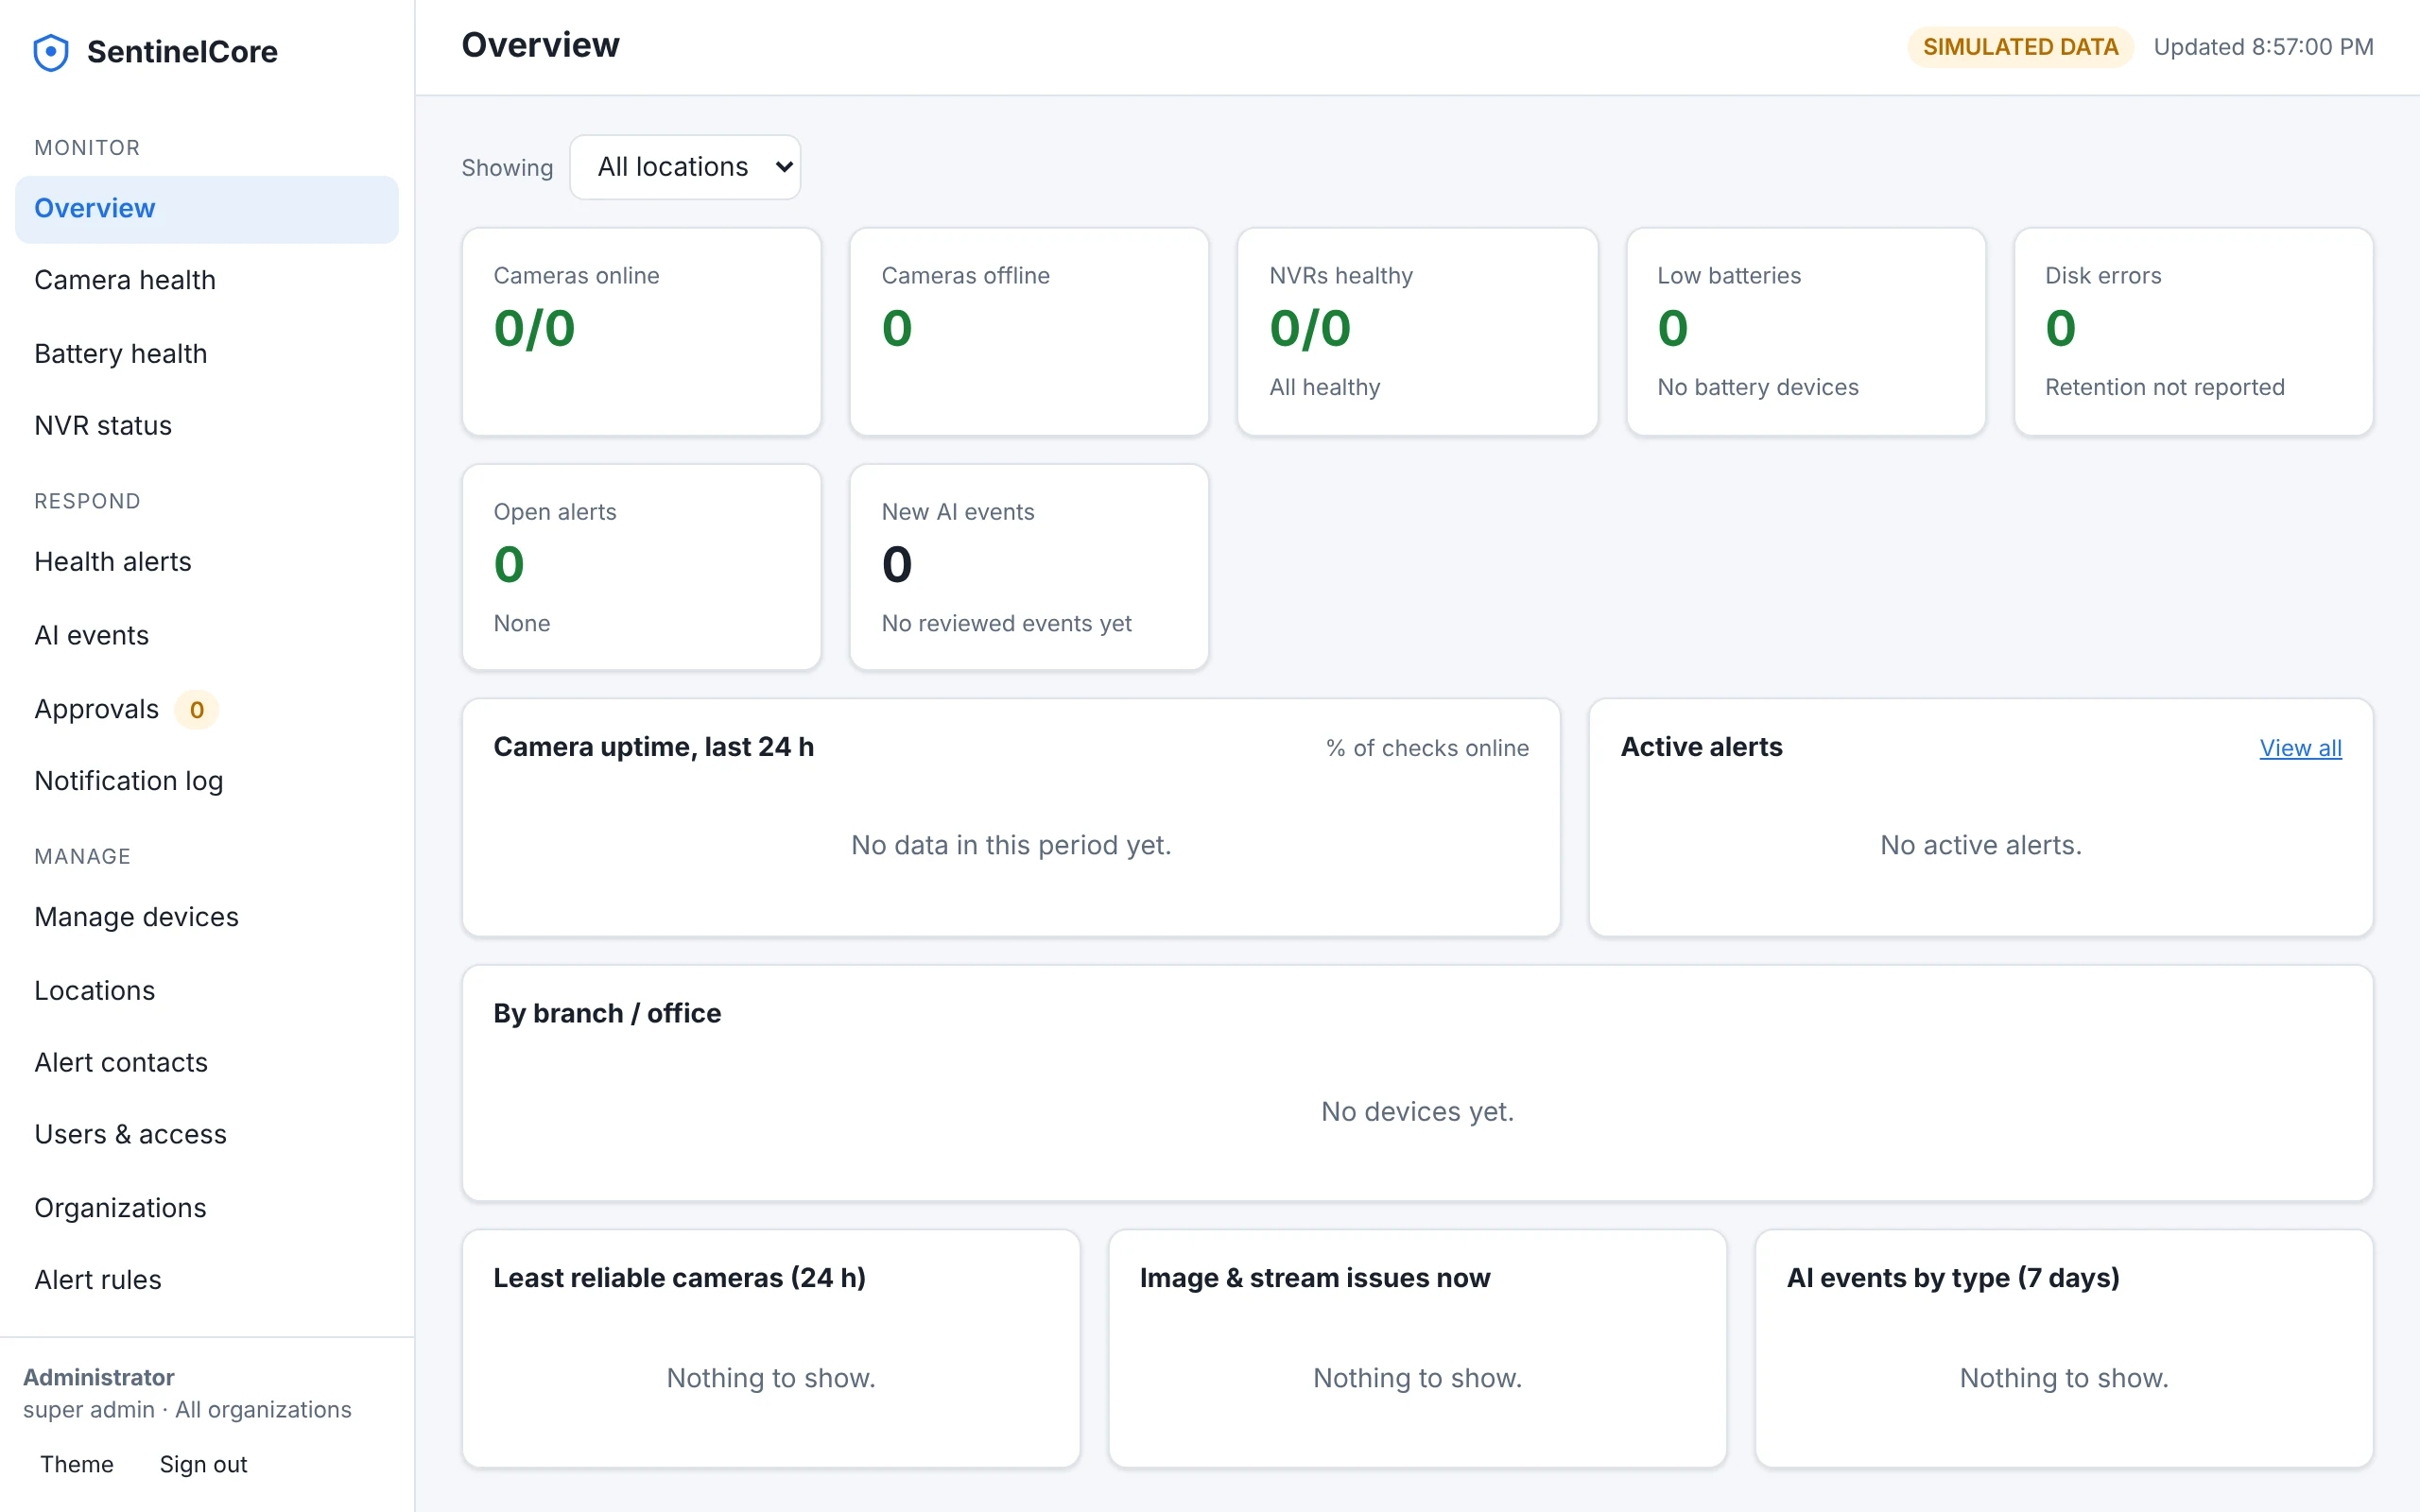 SentinelCore
MONITOR
Overview
Camera health
Battery health
NVR status
RESPOND
Health alerts
AI events
Approvals 0
Notification log
MANAGE
Manage devices
Locations
Alert contacts
Users & access
Organizations
Alert rules
Administrator
super admin · All organizations
Theme Sign out
Overview
SIMULATED DATA Updated 8:57:00 PM
Showing All locations
Cameras online
0/0
Cameras offline
0
NVRs healthy
0/0
All healthy
Low batteries
0
No battery devices
Disk errors
0
Retention not reported
Open alerts
0
None
New AI events
0
No reviewed events yet
Camera uptime, last 24 h % of checks online
No data in this period yet.
Active alerts View all
No active alerts.
By branch / office
No devices yet.
Least reliable cameras (24 h)
Nothing to show.
Image & stream issues now
Nothing to show.
AI events by type (7 days)
Nothing to show.